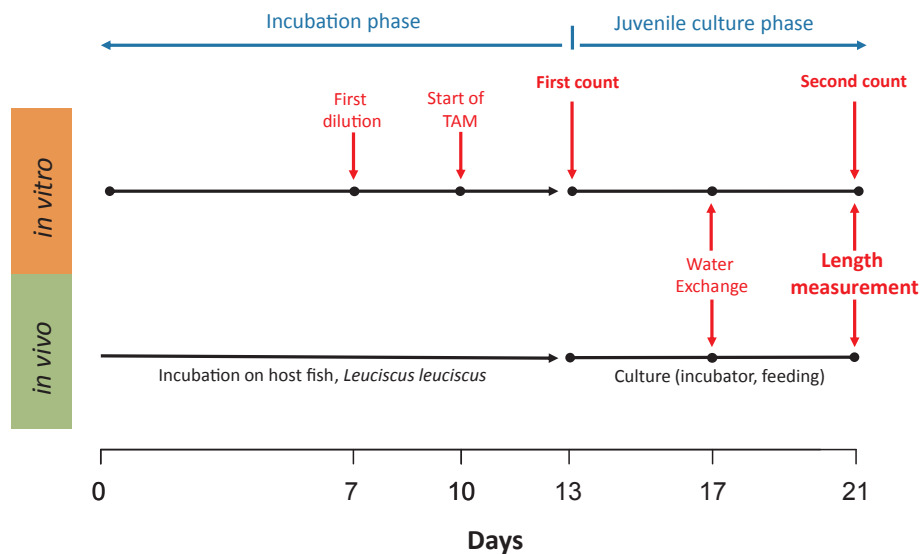 Incubation phase
Juvenile culture phase
First
dilution
Start of
TAM
First count
Second count
in vitro
Water
Exchange
Length
measurement
in vivo
Incubation on host fish, Leuciscus leuciscus
Culture (incubator, feeding)
0
7
10
13
17
21
Days